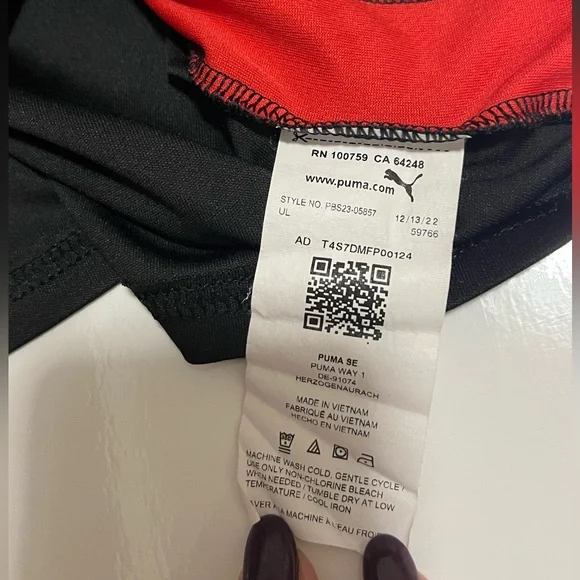 RN 100759 CA 64248
www.puma.com
STYLE NO PBS23-05857 12/13/22
UL 59766
AD T4S7DMFP00124
PUMA SE
PUMA WAY 1
DE-91074
HERZOGENAURACH
MADE IN VIETNAM
FABRIQUÉ AU VIETNAM
HECHO EN VIETNAM
MACHINE WASH COLD, GENTLE CYCLE /
USE ONLY NON-CHLORINE BLEACH
WHEN NEEDED / TUMBLE DRY AT LOW
TEMPERATURE / COOL IRON
MACHINE À L'EAU